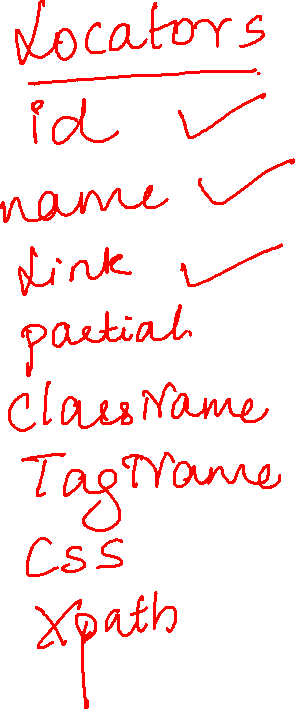 Locators
id
name
Link
partial
ClassName
TagName
CSS
Xpath